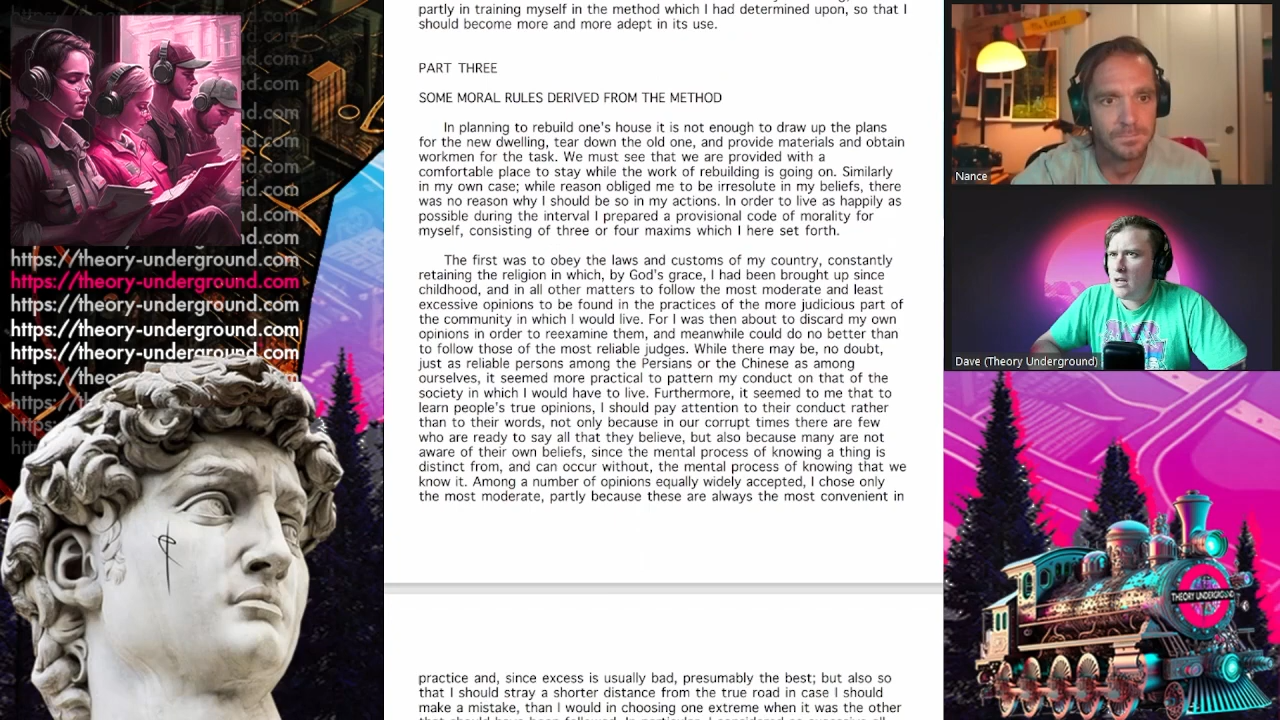 https://theory-underground.com
partly in training myself in the method which I had determined upon, so that I
should become more and more adept in its use.
PART THREE
SOME MORAL RULES DERIVED FROM THE METHOD
In planning to rebuild one's house it is not enough to draw up the plans
for the new dwelling, tear down the old one, and provide materials and obtain
workmen for the task. We must see that we are provided with a
comfortable place to stay while the work of rebuilding is going on. Similarly
in my own case; while reason obliged me to be irresolute in my beliefs, there
was no reason why I should be so in my actions. In order to live as happily as
possible during the interval I prepared a provisional code of morality for
myself, consisting of three or four maxims which I here set forth.
The first was to obey the laws and customs of my country, constantly
retaining the religion in which, by God's grace, I had been brought up since
childhood, and in all other matters to follow the most moderate and least
excessive opinions to be found in the practices of the more judicious part of
the community in which I would live. For I was then about to discard my own
opinions in order to reexamine them, and meanwhile could do no better than
to follow those of the most reliable judges. While there may be, no doubt,
just as reliable persons among the Persians or the Chinese as among
ourselves, it seemed more practical to pattern my conduct on that of the
society in which I would have to live. Furthermore, it seemed to me that to
learn people's true opinions, I should pay attention to their conduct rather
than to their words, not only because in our corrupt times there are few
who are ready to say all that they believe, but also because many are not
aware of their own beliefs, since the mental process of knowing a thing is
distinct from, and can occur without, the mental process of knowing that we
know it. Among a number of opinions equally widely accepted, I chose only
the most moderate, partly because these are always the most convenient in
practice and, since excess is usually bad, presumably the best; but also so
that I should stray a shorter distance from the true road in case I should
make a mistake, than I would in choosing one extreme when it was the other
.com
.com
.com
.com
.com
.com
.com
.com
.com
https://theory-underground.com
https://theory-underground.com
https://theory-underground.com
https://theory-underground.com
https://theory-underground.com
https://theo
https:/
Nance
Dave (Theory Underground)
THEORY UNDERGROUND